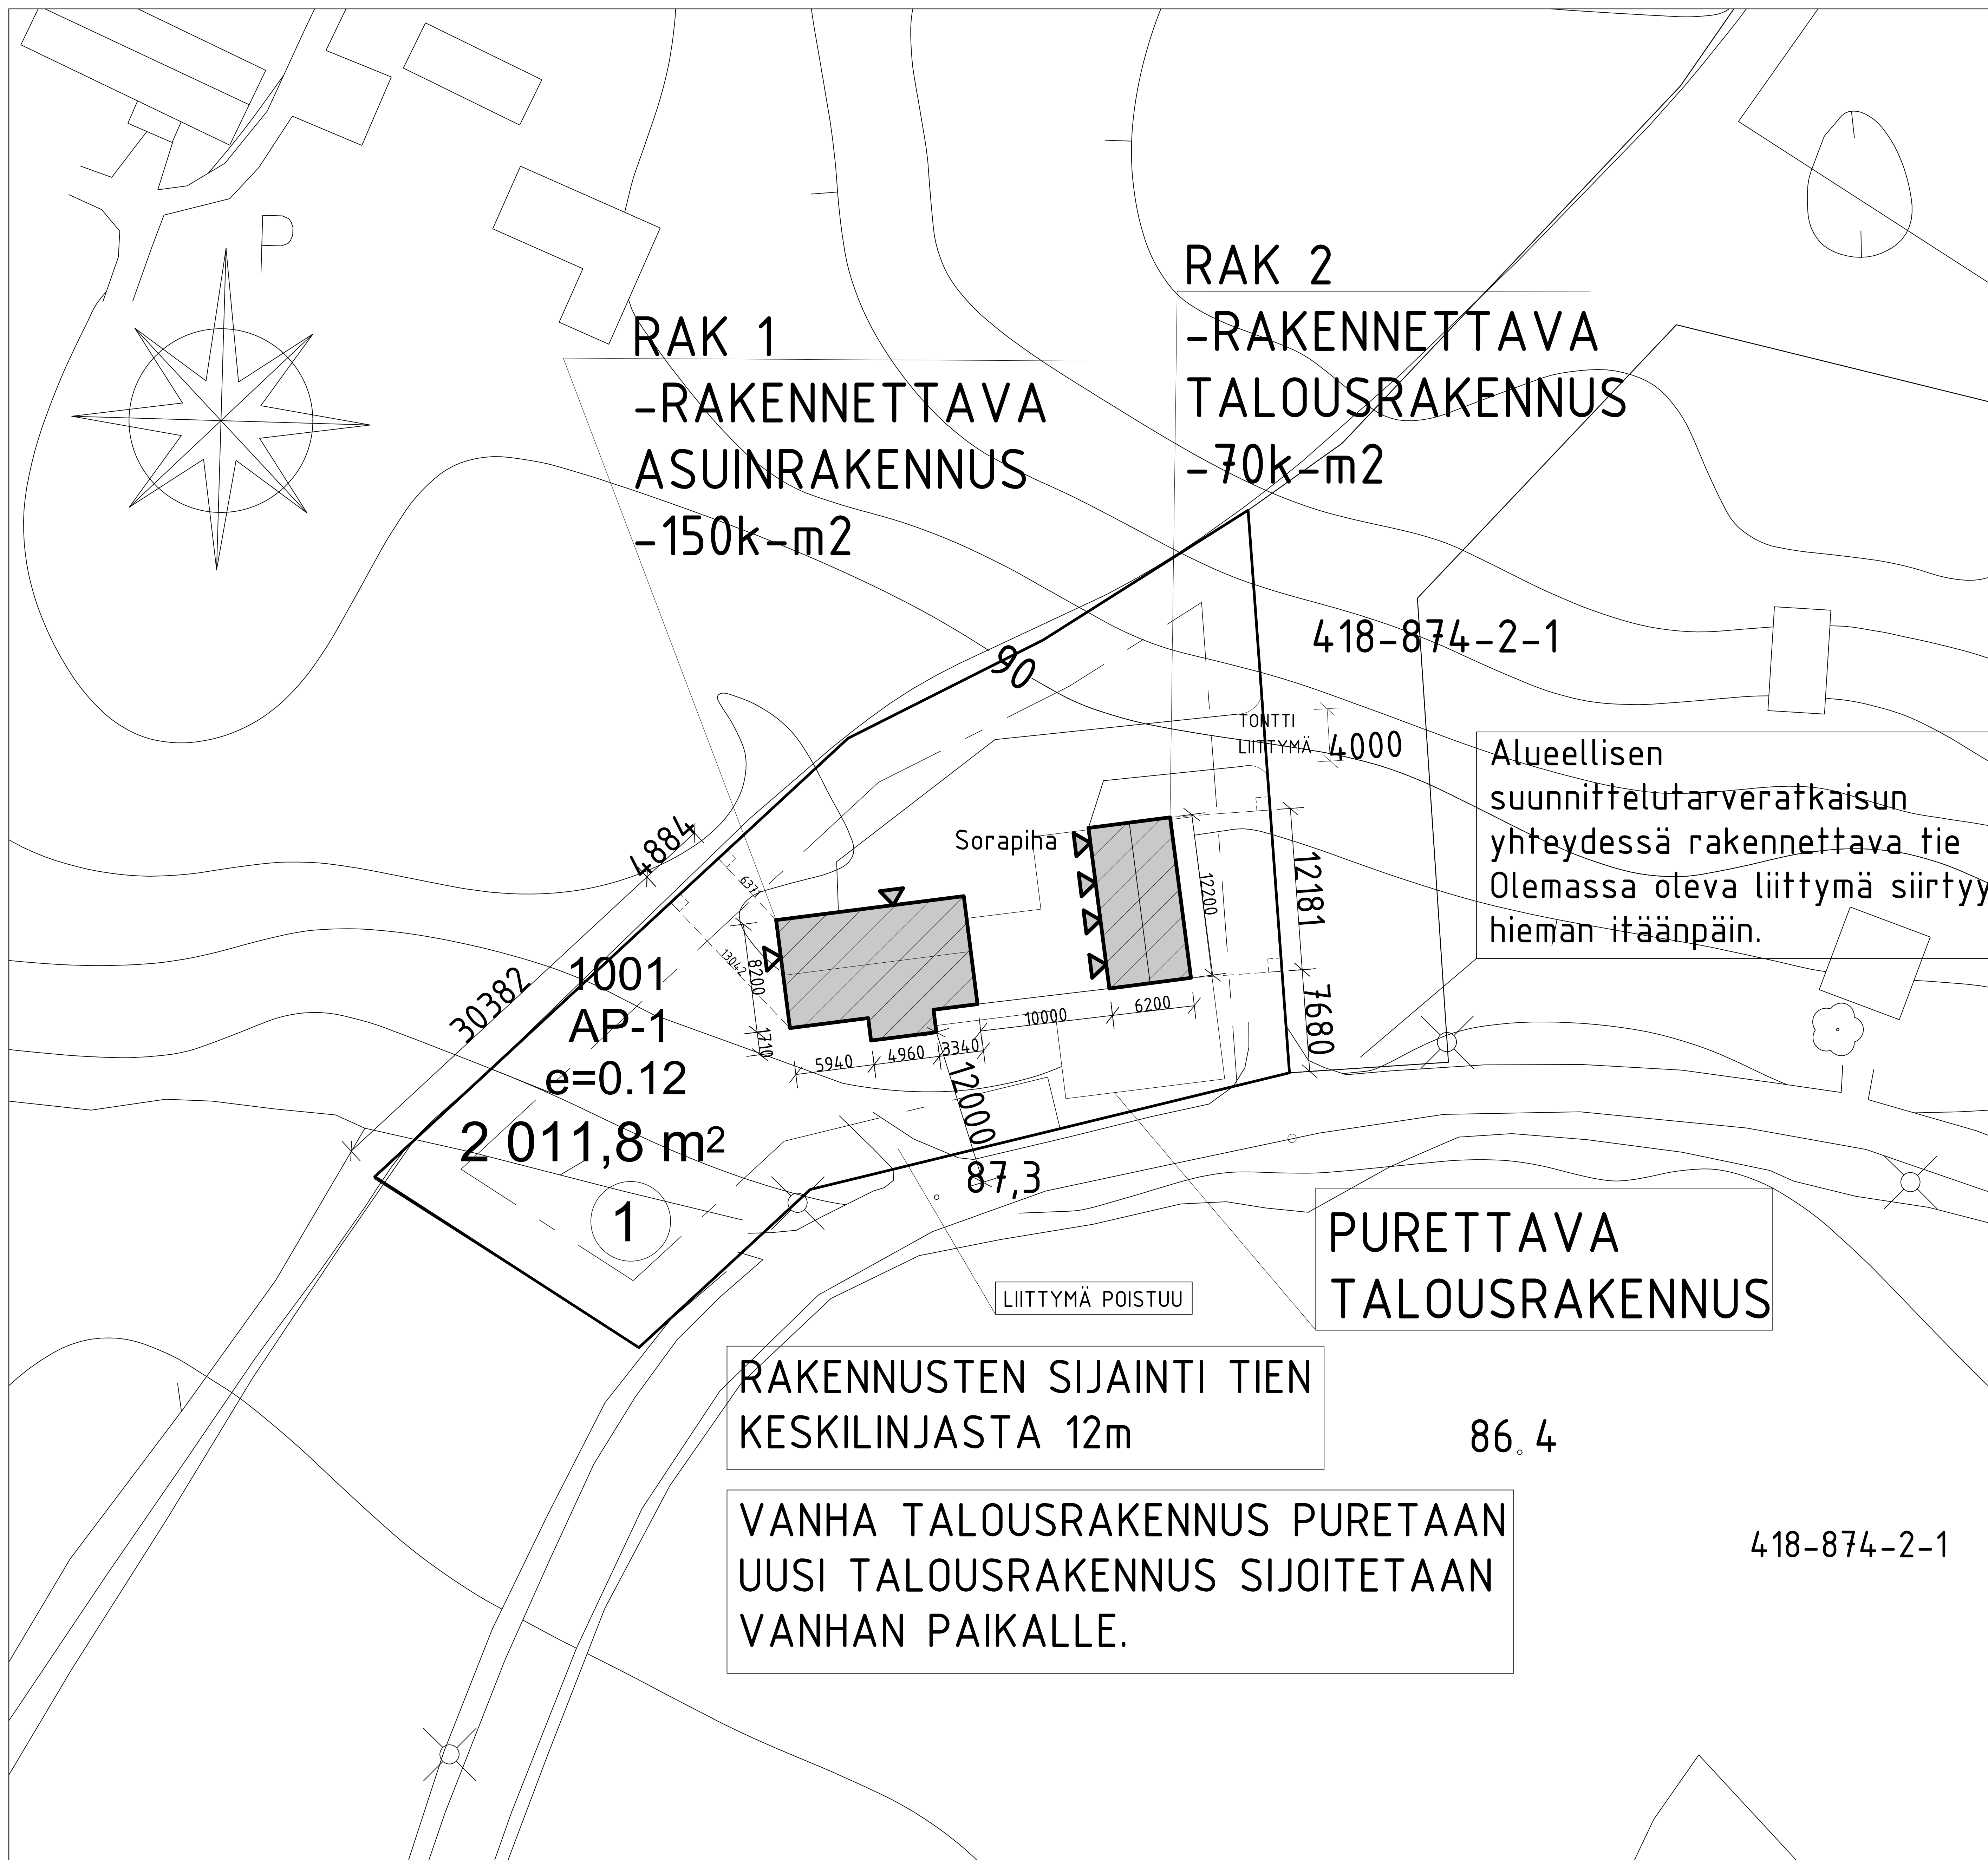 P
RAK 2
-RAKENNETTAVA
TALOUSRAKENNUS
-70k-m2
RAK 1
-RAKENNETTAVA
ASUINRAKENNUS
-150k-m2
418-874-2-1
90
TONTTI
LIITTYMÄ
4000
Alueellisen
suunnittelutarveratkaisun
yhteydessä rakennettava tie
Olemassa oleva liittymä siirtyy
hieman itäänpäin.
4884
Sorapiha
6371
12200
12181
13042
8200
30382
1001
AP-1
e=0.12
2 011,8 m2
1
1710
5940
4960
3340
10000
6200
7680
12000
87,3
PURETTAVA
TALOUSRAKENNUS
LIITTYMÄ POISTUU
RAKENNUSTEN SIJAINTI TIEN
KESKILINJASTA 12m
86.4
VANHA TALOUSRAKENNUS PURETAAN
UUSI TALOUSRAKENNUS SIJOITETAAN
VANHAN PAIKALLE.
418-874-2-1